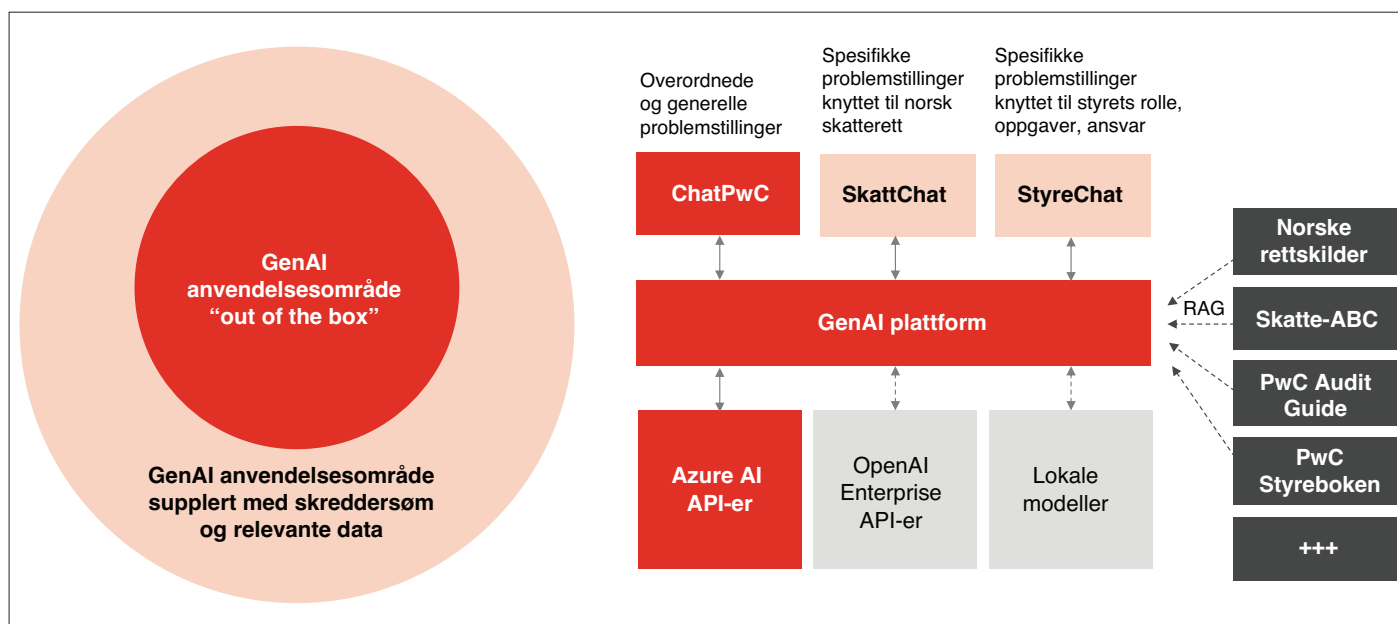 GenAI
anvendelsesområde
“out of the box”
GenAI anvendelsesområde
supplert med skreddersøm
og relevante data
Overordnede
og generelle
problemstillinger
Spesifikke
problemstillinger
knyttet til norsk
skatterett
Spesifikke
problemstillinger
knyttet til styrets rolle,
oppgaver, ansvar
ChatPwC
SkattChat
StyreChat
GenAI plattform
Azure AI
API-er
OpenAI
Enterprise
API-er
Lokale
modeller
RAG
Norske
rettskilder
Skatte-ABC
PwC Audit
Guide
PwC
Styreboken
+++